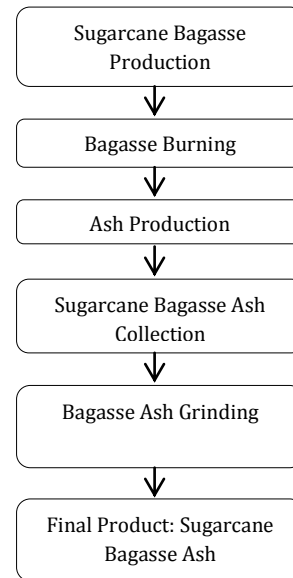 Sugarcane Bagasse
Production
Bagasse Burning
Ash Production
Sugarcane Bagasse Ash
Collection
Bagasse Ash Grinding
Final Product: Sugarcane
Bagasse Ash